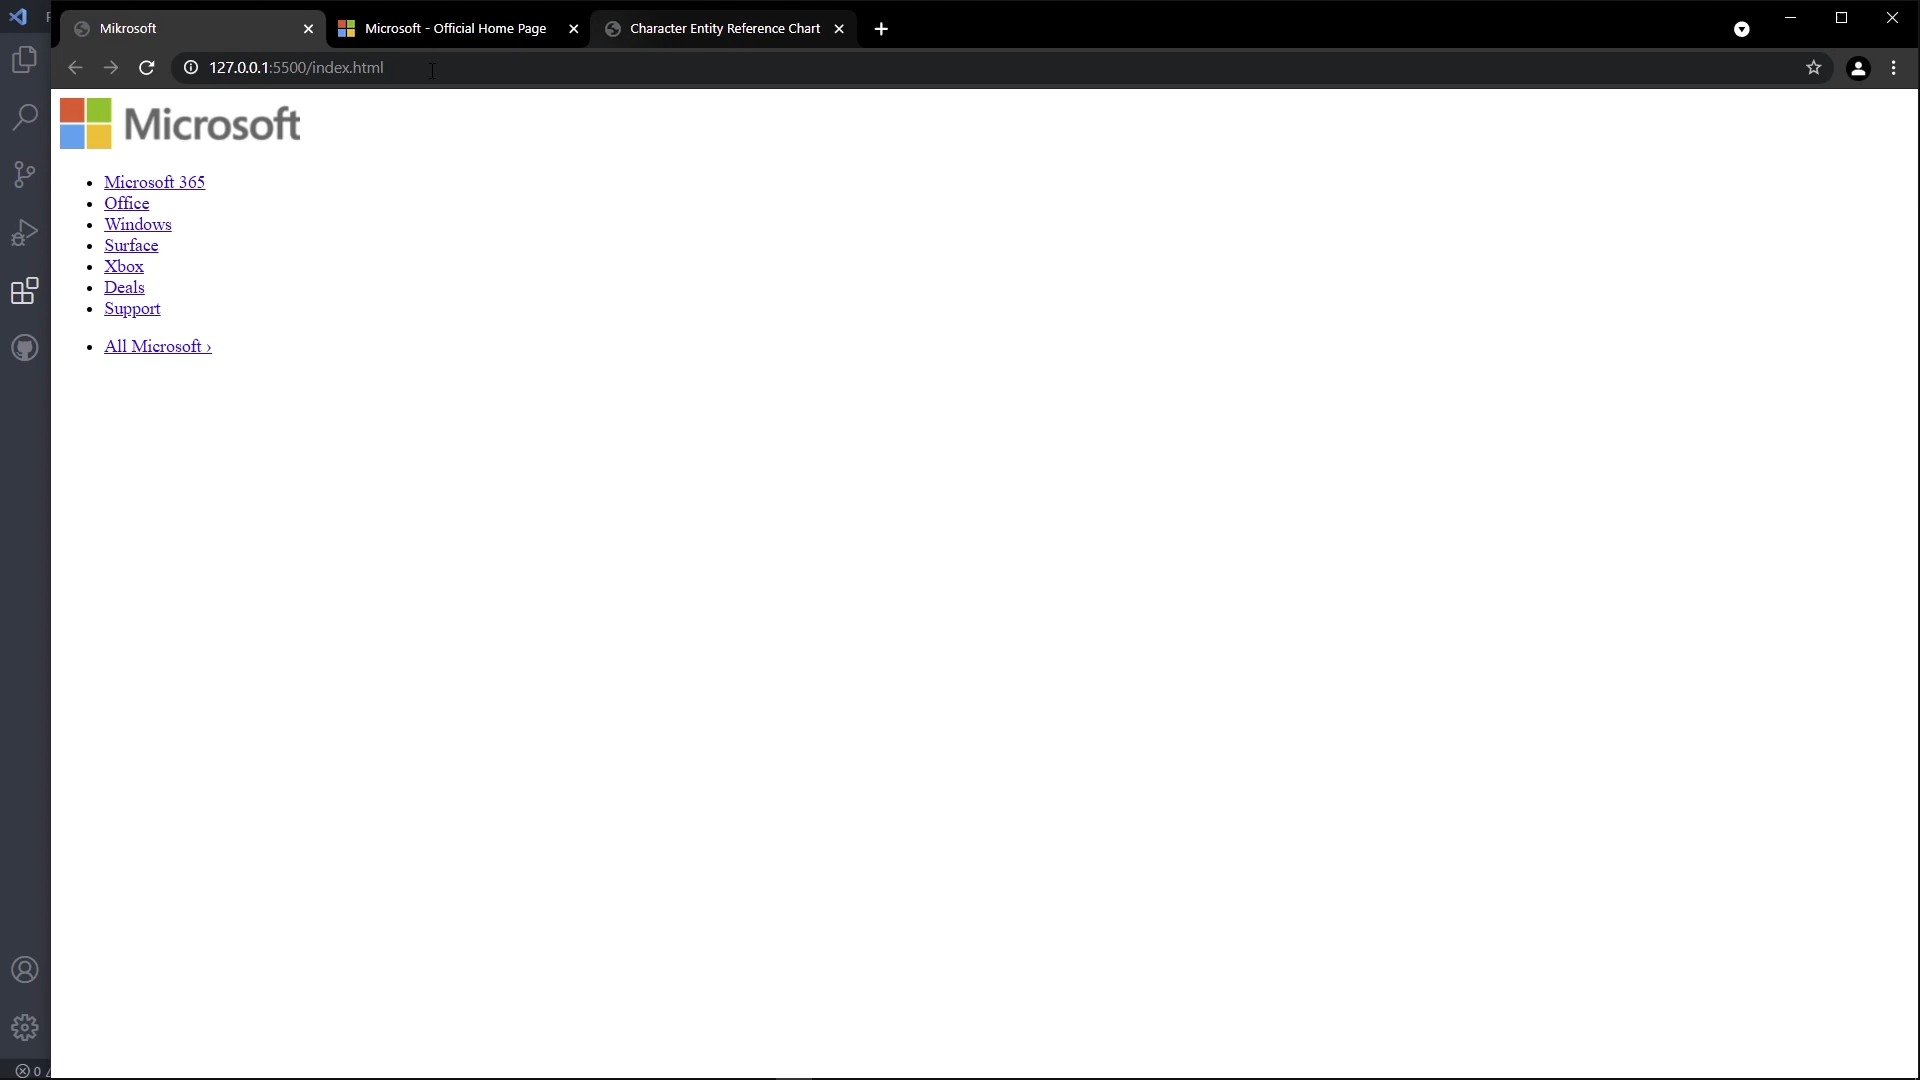 Mikrosoft
Microsoft - Official Home Page
Character Entity Reference Chart
127.0.0.1:5500/index.html
Microsoft
Microsoft 365
Office
Windows
Surface
Xbox
Deals
Support
All Microsoft ›
0